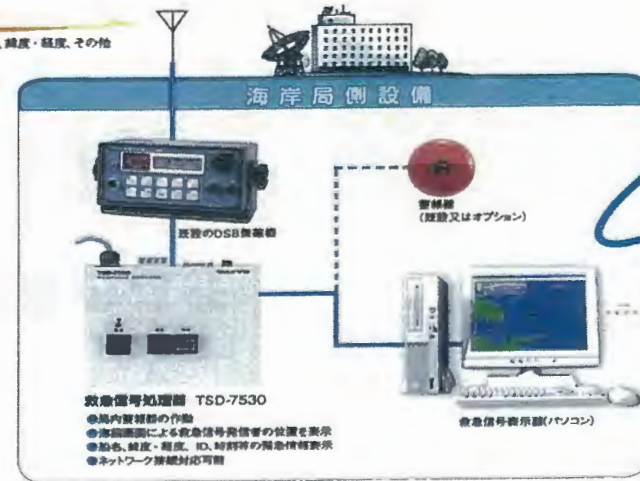 、緯度・経度、その他
海岸局側設備
既設のDSB無線機
警報器
(既設又はオプション)
救急信号処理器 TSD-7530
●局内警報器の作動
●海図画面による救急信号発信者の位置を表示
●船名、緯度・経度、ID、時刻等の緊急情報表示
●ネットワーク接続対応可能
救急信号表示器(パソコン)